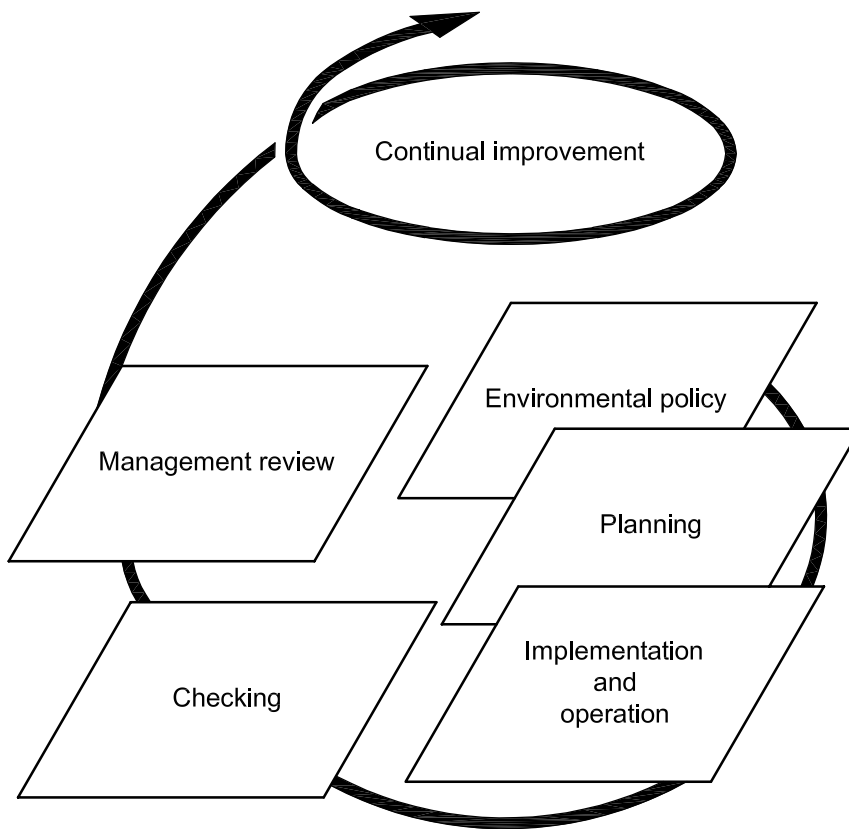 Continual improvement
Environmental policy
Management review
Planning
Implementation
and
operation
Checking